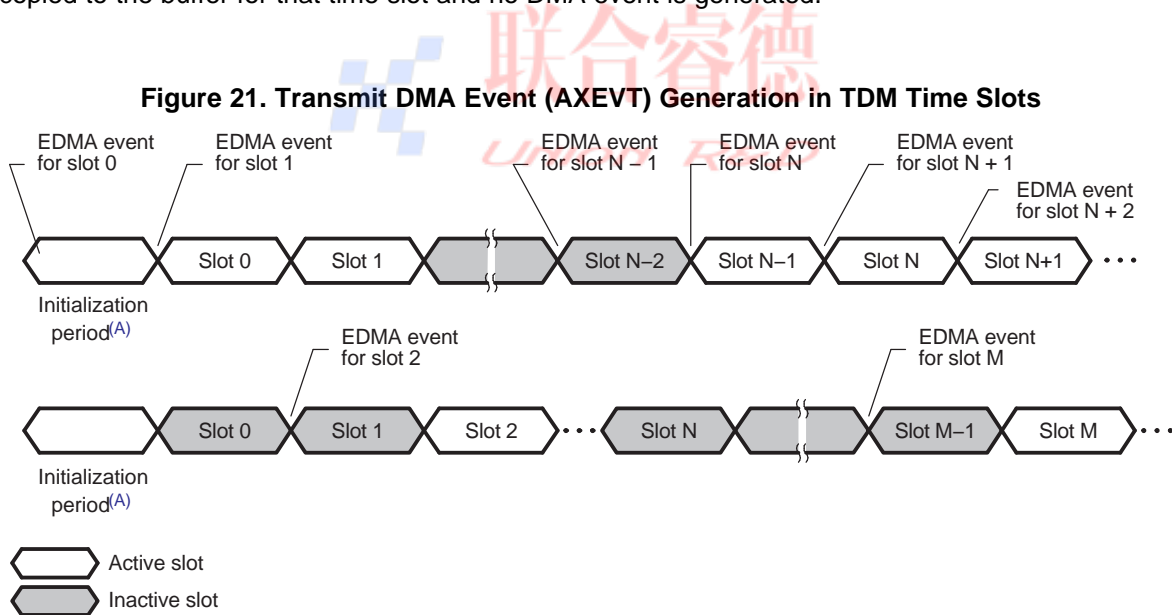 copied to the buffer for that time slot and no DMA event is generated.
联合睿德
Union R&D
Figure 21. Transmit DMA Event (AXEVT) Generation in TDM Time Slots
EDMA event
for slot 0
EDMA event
for slot 1
EDMA event
for slot N – 1
EDMA event
for slot N
EDMA event
for slot N + 1
EDMA event
for slot N + 2
Slot 0
Slot 1
Slot N–2
Slot N–1
Slot N
Slot N+1
Initialization
period(A)
EDMA event
for slot 2
EDMA event
for slot M
Slot 0
Slot 1
Slot 2
Slot N
Slot M–1
Slot M
Initialization
period(A)
Active slot
Inactive slot